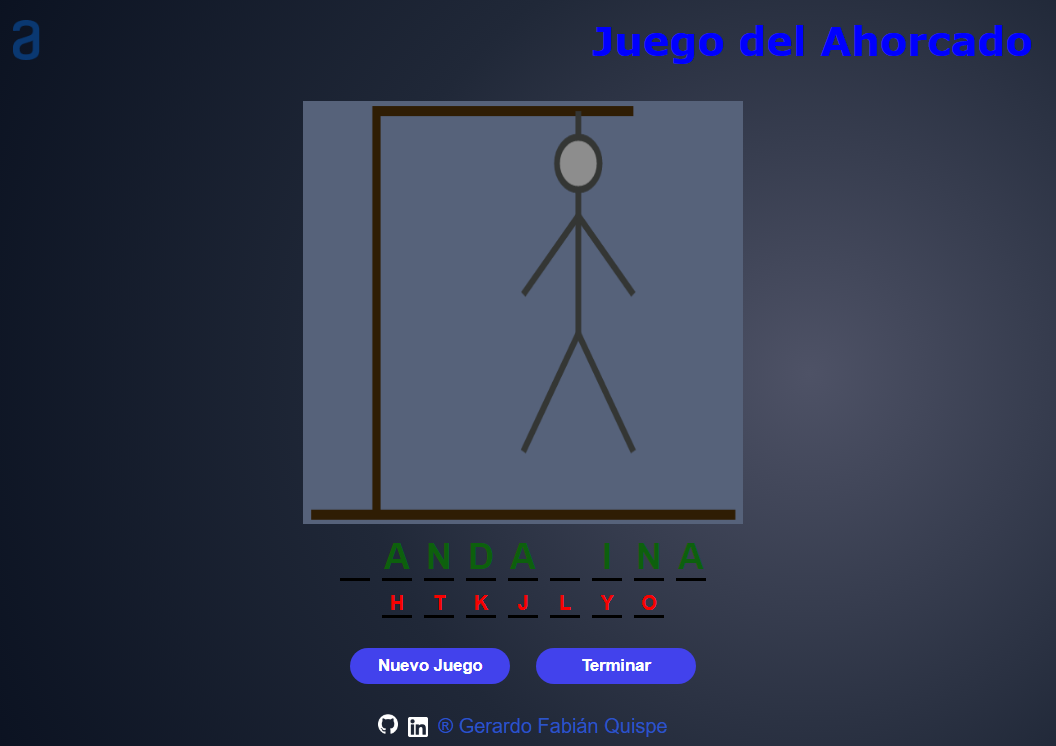 a
Juego del Ahorcado
_ A N D A _ I N A
H T K J L Y O
Nuevo Juego Terminar
® Gerardo Fabián Quispe